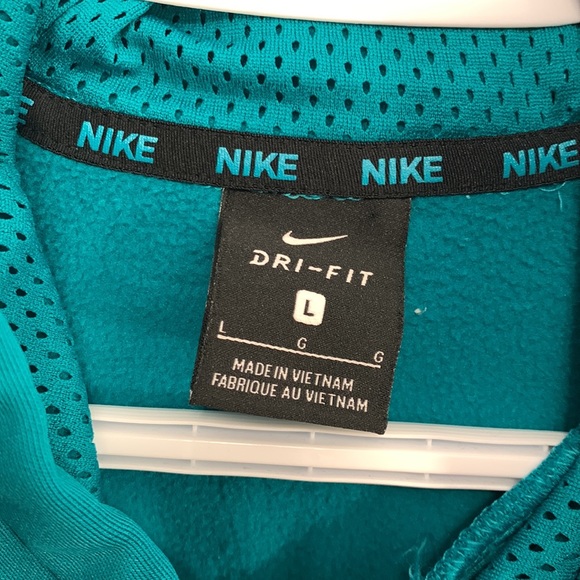 NIKE NIKE NIKE NIKE
DRI-FIT
L
L G G
MADE IN VIETNAM
FABRIQUE AU VIETNAM